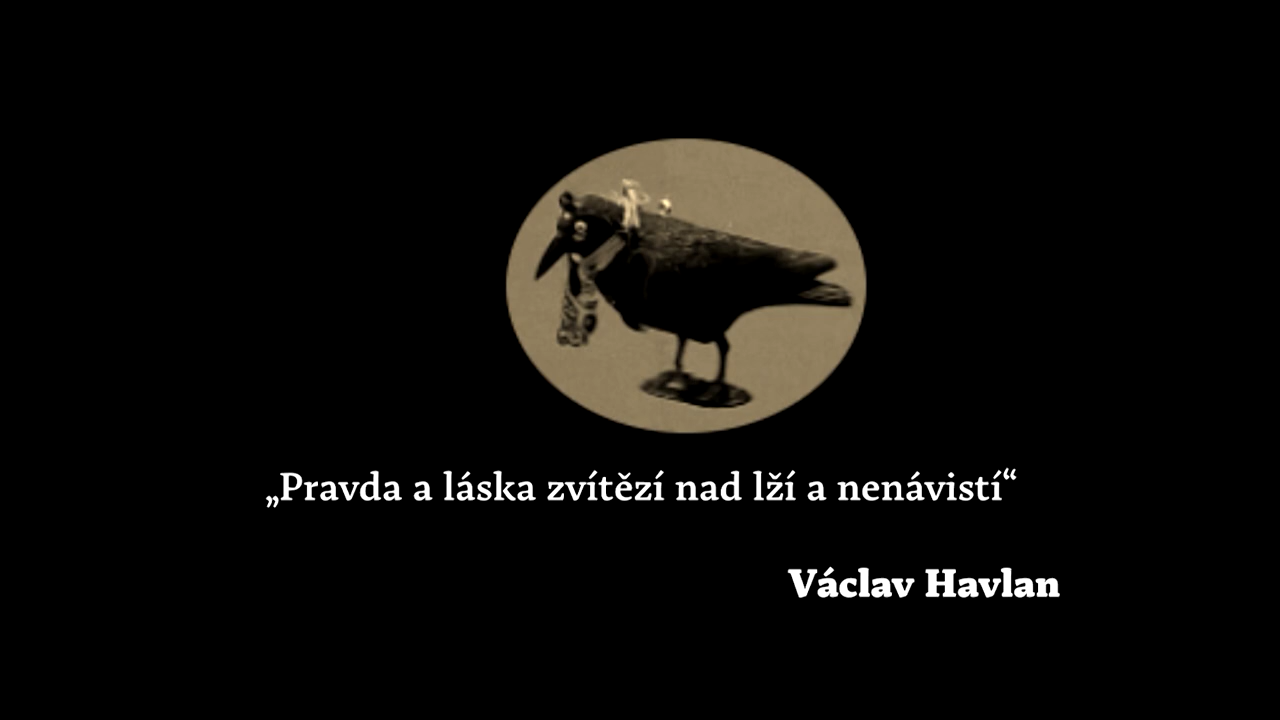 „Pravda a láska zvítězí nad lží a nenávistí“
Václav Havlan